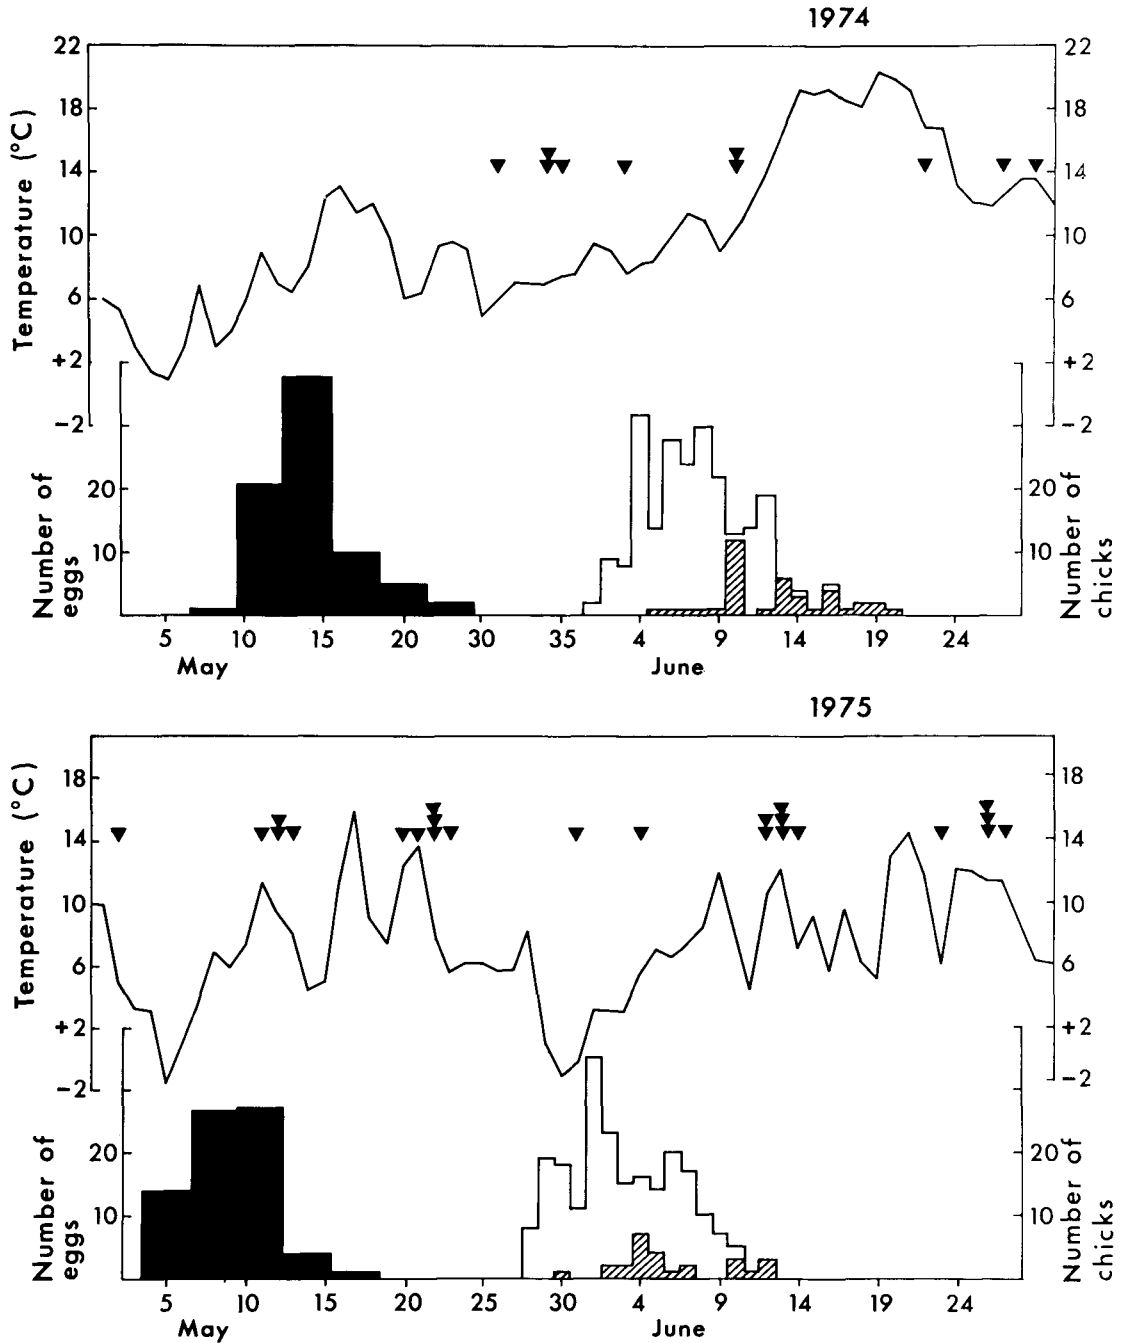 1974
22 22
18 18
14 14
10 10
6 6
+2 +2
−2 −2
Temperature (°C)
20 20
10 10
Number of
eggs
Number of
chicks
5 10 15 20 30 35 4 9 14 19 24
May June
1975
18 18
14 14
10 10
6 6
+2 +2
−2 −2
Temperature (°C)
20 20
10 10
Number of
eggs
Number of
chicks
5 10 15 20 25 30 4 9 14 19 24
May June